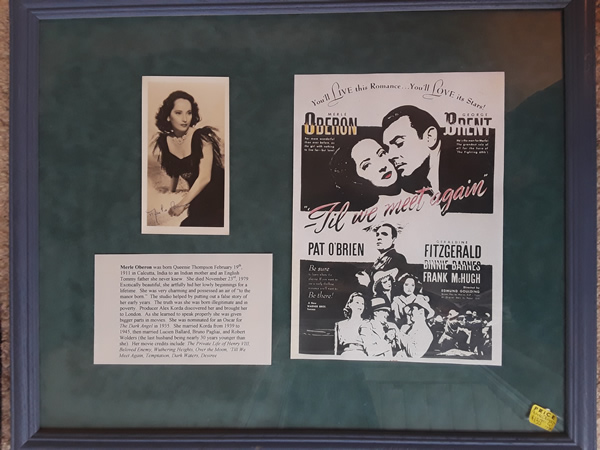 You'll LIVE this Romance...You'll LOVE its Stars!
MERLE
OBERON
GEORGE
BRENT
"'Til we meet again"
PAT O'BRIEN
GERALDINE
FITZGERALD
BINNIE BARNES
FRANK McHUGH
Be sure
Be there!
Directed by
EDMUND GOULDING
Merle Oberon was born Queenie Thompson February 19th,
1911 in Calcutta, India to an Indian mother and an English
Tommy father she never knew. She died November 23rd, 1979.
Exotically beautiful, she artfully hid her lowly beginnings for a
lifetime. She was very charming and possessed an air of "to the
manor born." The studio helped by putting out a false story of
her early years. The truth was she was born illegitimate and in
poverty. Producer Alex Korda discovered her and brought her
to London. As she learned to speak properly she was given
bigger parts in movies. She was nominated for an Oscar for
The Dark Angel in 1935. She married Korda from 1939 to
1945, then married Lucien Ballard, Bruno Pagliai, and Robert
Wolders (the last husband being nearly 30 years younger than
she). Her movie credits include: The Private Life of Henry VIII,
Beloved Enemy, Wuthering Heights, Over the Moon, 'Til We
Meet Again, Temptation, Dark Waters, Desiree
PRICE